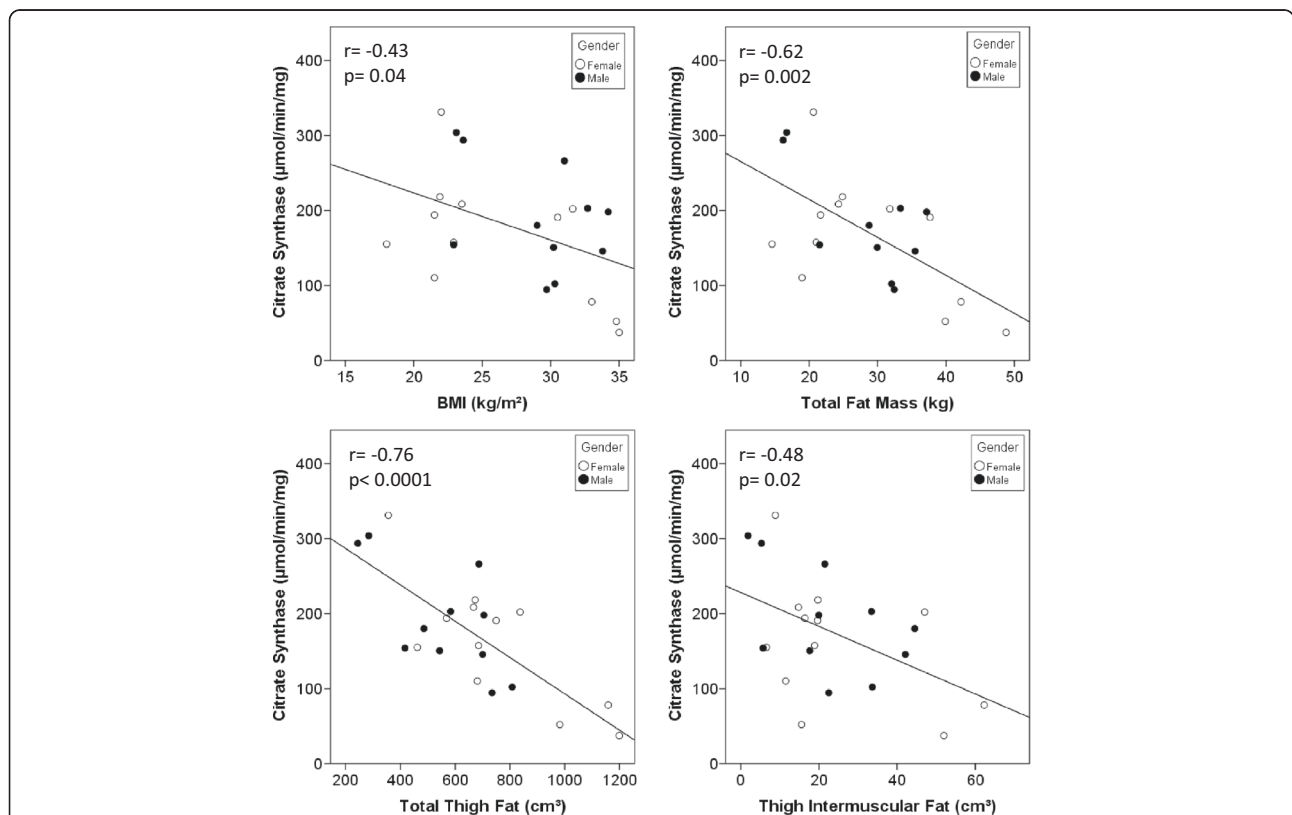 r= -0.43
p= 0.04
Gender
Female
Male
Citrate Synthase (µmol/min/mg)
400
300
200
100
0
15
20
25
30
35
BMI (kg/m²)
r= -0.62
p= 0.002
Gender
Female
Male
Citrate Synthase (µmol/min/mg)
400
300
200
100
0
10
20
30
40
50
Total Fat Mass (kg)
r= -0.76
p< 0.0001
Gender
Female
Male
Citrate Synthase (µmol/min/mg)
400
300
200
100
0
200
400
600
800
1000
1200
Total Thigh Fat (cm³)
r= -0.48
p= 0.02
Gender
Female
Male
Citrate Synthase (µmol/min/mg)
400
300
200
100
0
0
20
40
60
Thigh Intermuscular Fat (cm³)